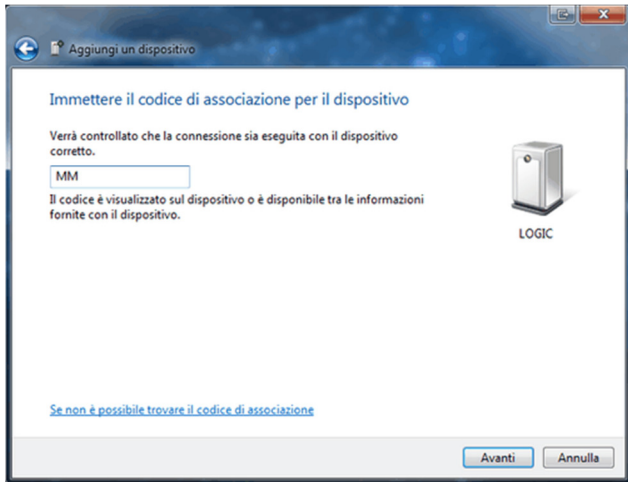 Aggiungi un dispositivo
Immettere il codice di associazione per il dispositivo
Verrà controllato che la connessione sia eseguita con il dispositivo
corretto.
MM
Il codice è visualizzato sul dispositivo o è disponibile tra le informazioni
fornite con il dispositivo.
LOGIC
Se non è possibile trovare il codice di associazione
Avanti Annulla